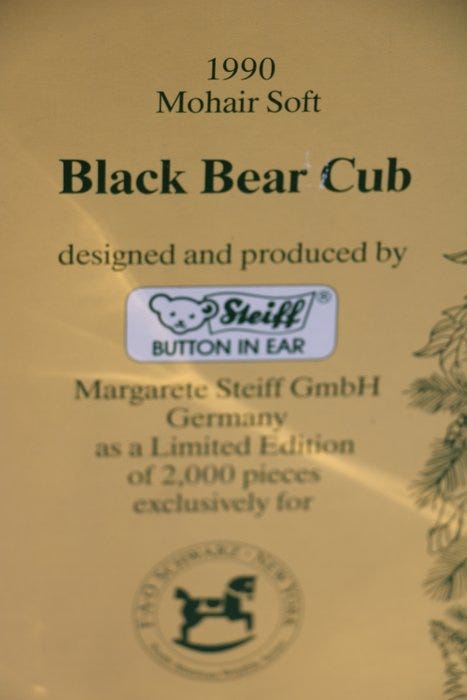 1990
Mohair Soft
Black Bear Cub
designed and produced by
Steiff ®
BUTTON IN EAR
Margarete Steiff GmbH
Germany
as a Limited Edition
of 2,000 pieces
exclusively for
F·A·O SCHWARZ · NEW YORK